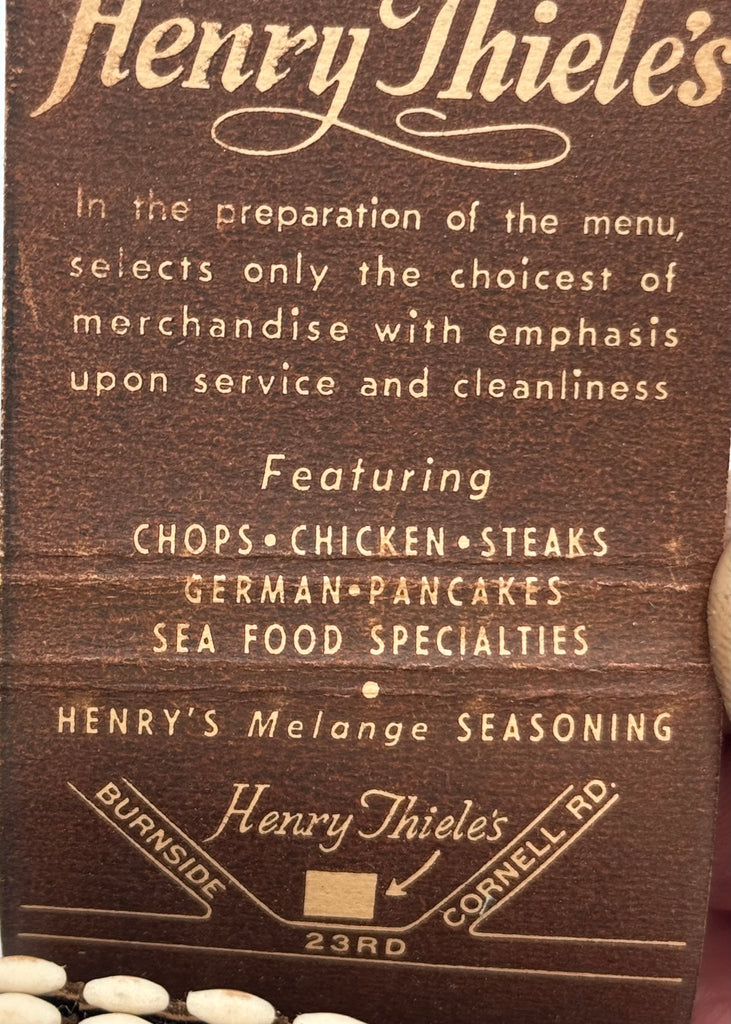 Henry Thiele's
In the preparation of the menu,
selects only the choicest of
merchandise with emphasis
upon service and cleanliness
Featuring
CHOPS • CHICKEN • STEAKS
GERMAN • PANCAKES
SEA FOOD SPECIALTIES
•
HENRY'S Melange SEASONING
Henry Thiele's
BURNSIDE
CORNELL RD.
23RD